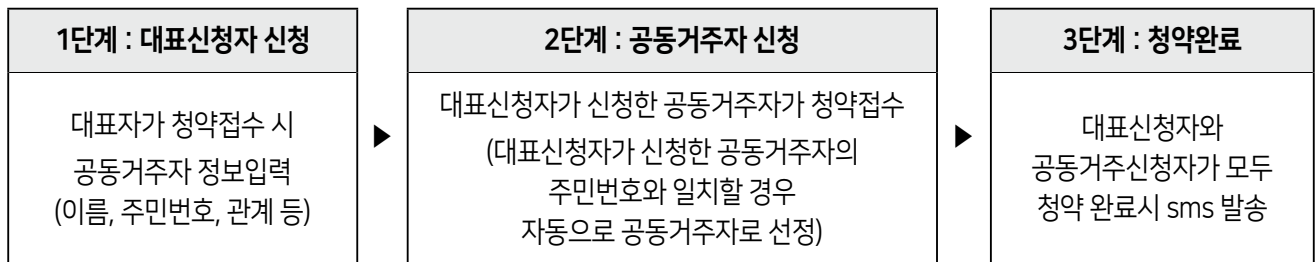 1단계 : 대표신청자 신청
대표자가 청약접수 시
공동거주자 정보입력
(이름, 주민번호, 관계 등)
▶
2단계 : 공동거주자 신청
대표신청자가 신청한 공동거주자가 청약접수
(대표신청자가 신청한 공동거주자의
주민번호와 일치할 경우
자동으로 공동거주자로 선정)
▶
3단계 : 청약완료
대표신청자와
공동거주신청자가 모두
청약 완료시 sms 발송